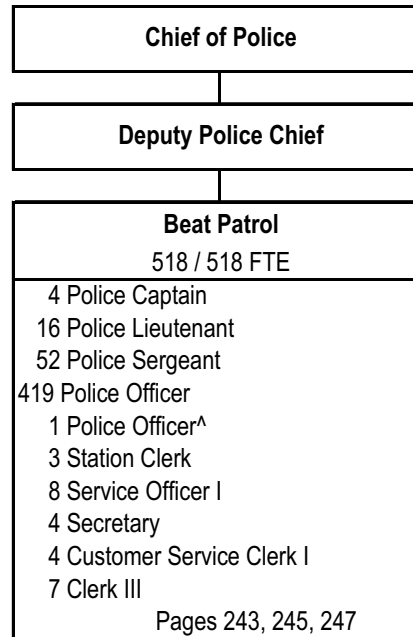 Chief of Police
Deputy Police Chief
Beat Patrol
518 / 518 FTE
4 Police Captain
16 Police Lieutenant
52 Police Sergeant
419 Police Officer
1 Police Officer^
3 Station Clerk
8 Service Officer I
4 Secretary
4 Customer Service Clerk I
7 Clerk III
Pages 243, 245, 247